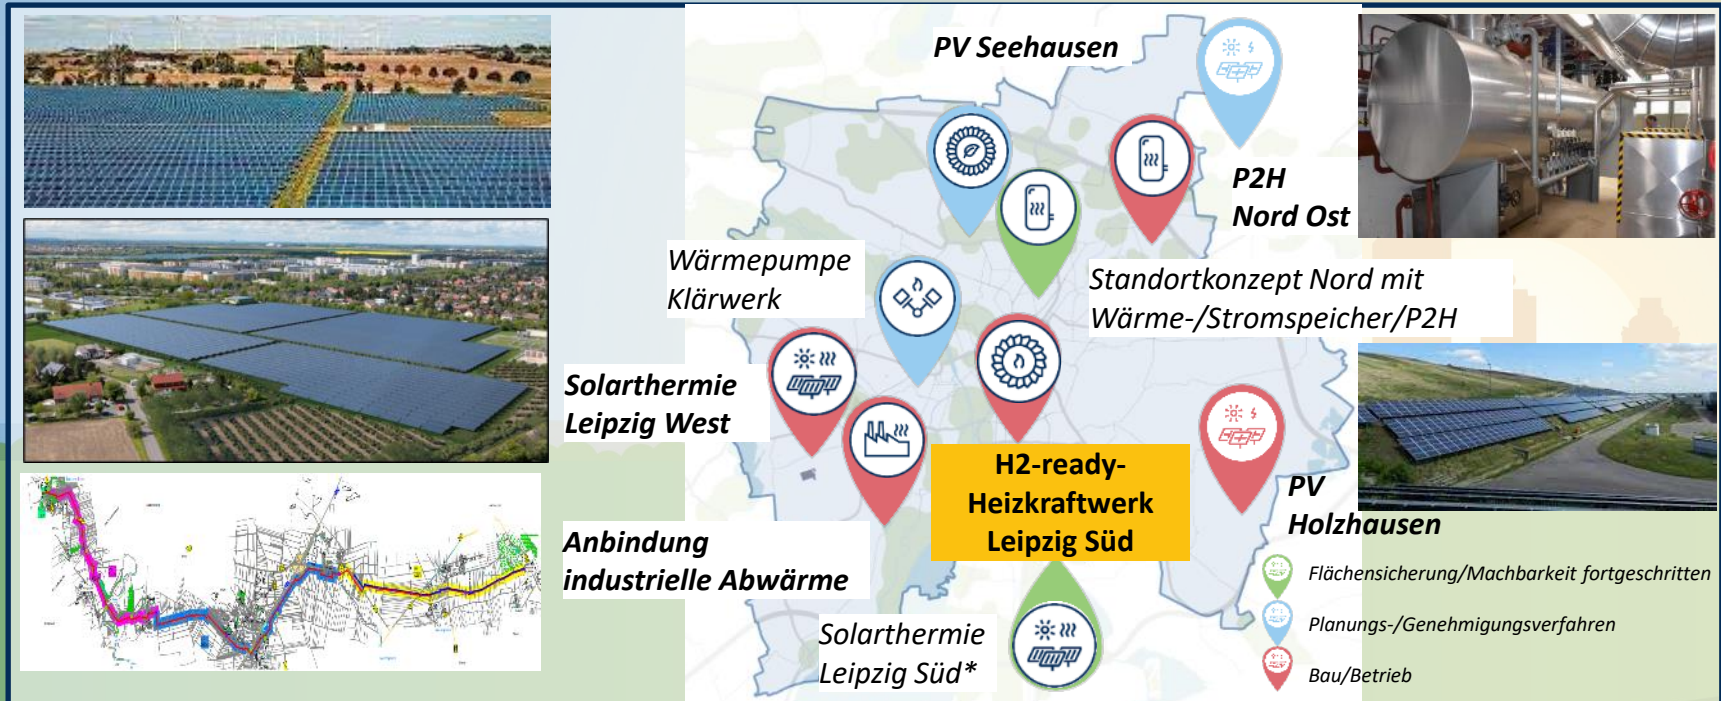 PV Seehausen
P2H
Nord Ost
Wärmepumpe
Klärwerk
Standortkonzept Nord mit
Wärme-/Stromspeicher/P2H
Solarthermie
Leipzig West
H2-ready-
Heizkraftwerk
Leipzig Süd
PV
Holzhausen
Anbindung
industrielle Abwärme
Solarthermie
Leipzig Süd*
Flächensicherung/Machbarkeit fortgeschritten
Planungs-/Genehmigungsverfahren
Bau/Betrieb